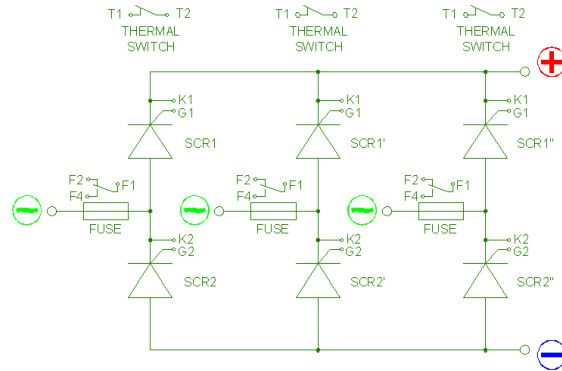 T1 T2 T1 T2 T1 T2
THERMAL SWITCH THERMAL SWITCH THERMAL SWITCH
+
K1 K1 K1
G1 G1 G1
SCR1 SCR1' SCR1"
F2 F1 F2 F1 F2 F1
F4 F4 F4
FUSE FUSE FUSE
K2 K2 K2
G2 G2 G2
SCR2 SCR2' SCR2"
−